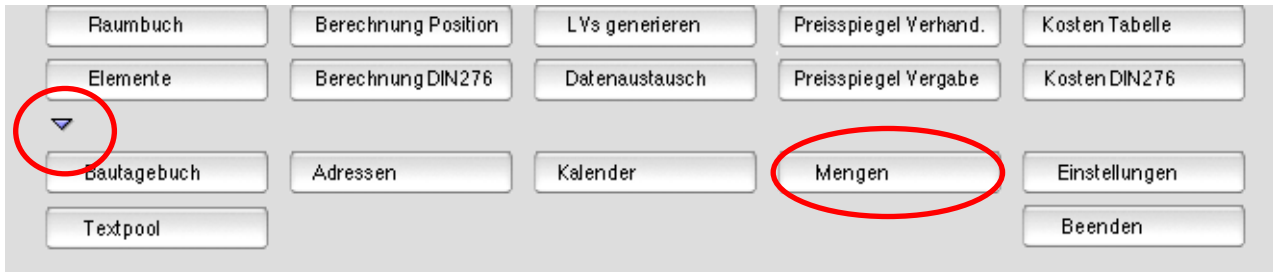 Raumbuch Berechnung Position LVs generieren Preisspiegel Verhand. Kosten Tabelle
Elemente Berechnung DIN276 Datenaustausch Preisspiegel Vergabe Kosten DIN276
Bautagebuch Adressen Kalender Mengen Einstellungen
Textpool Beenden